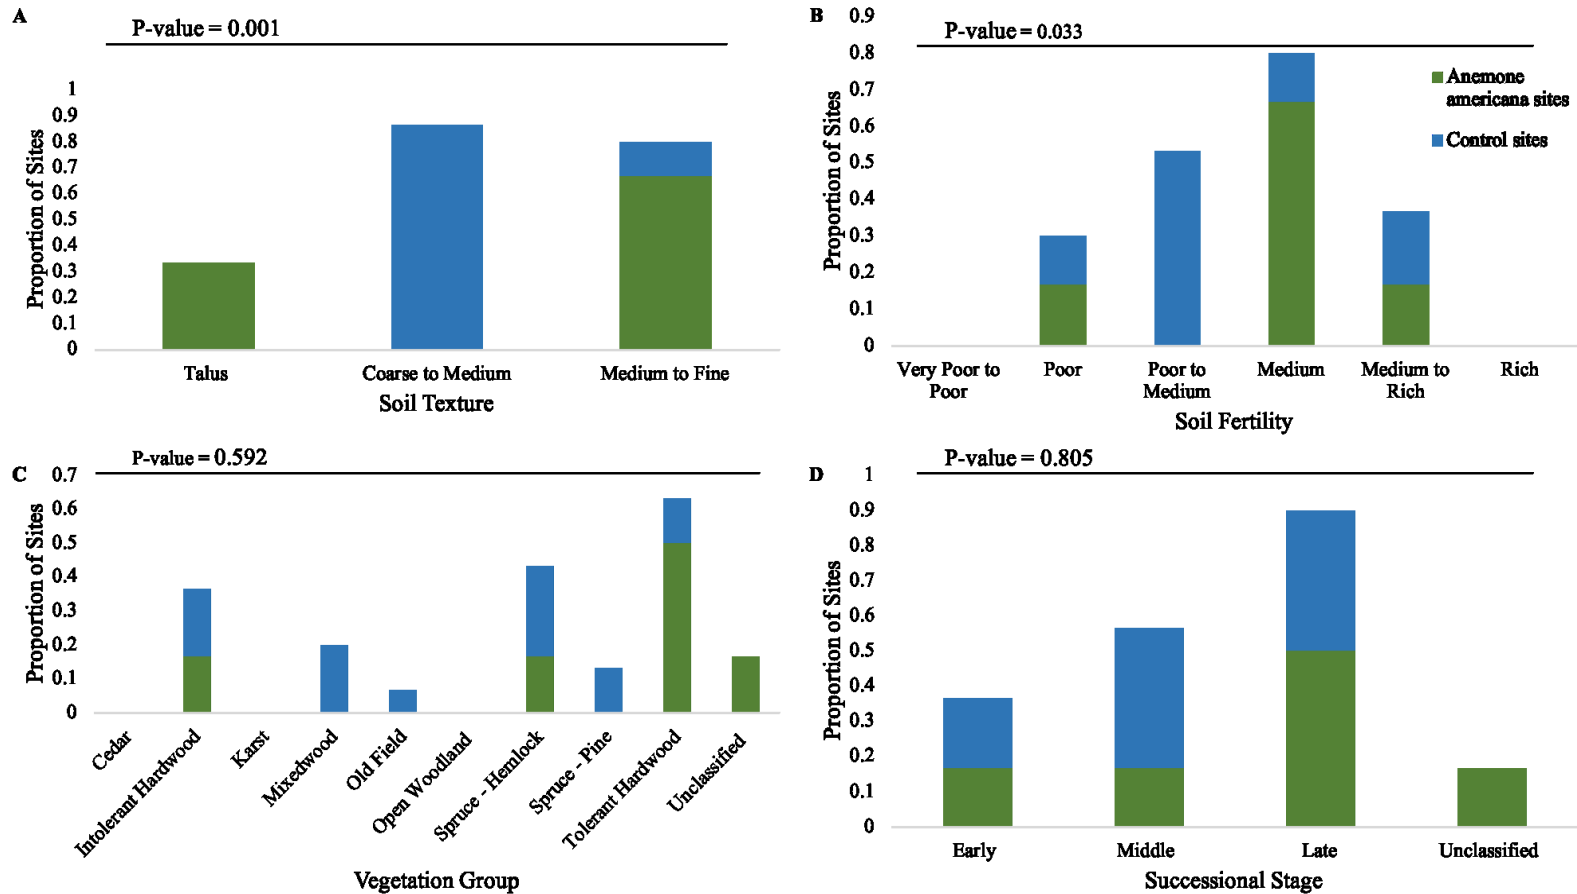 A
P-value = 0.001
Proportion of Sites
1
0.9
0.8
0.7
0.6
0.5
0.4
0.3
0.2
0.1
0
Talus
Coarse to Medium
Medium to Fine
Soil Texture
B
P-value = 0.033
Proportion of Sites
0.9
0.8
0.7
0.6
0.5
0.4
0.3
0.2
0.1
0
Anemone
americana sites
Control sites
Very Poor to
Poor
Poor
Poor to
Medium
Medium
Medium to
Rich
Rich
Soil Fertility
C
P-value = 0.592
Proportion of Sites
0.7
0.6
0.5
0.4
0.3
0.2
0.1
0
Cedar
Intolerant Hardwood
Karst
Mixedwood
Old Field
Open Woodland
Spruce - Hemlock
Spruce - Pine
Tolerant Hardwood
Unclassified
Vegetation Group
D
P-value = 0.805
Proportion of Sites
1
0.9
0.8
0.7
0.6
0.5
0.4
0.3
0.2
0.1
0
Early
Middle
Late
Unclassified
Successional Stage